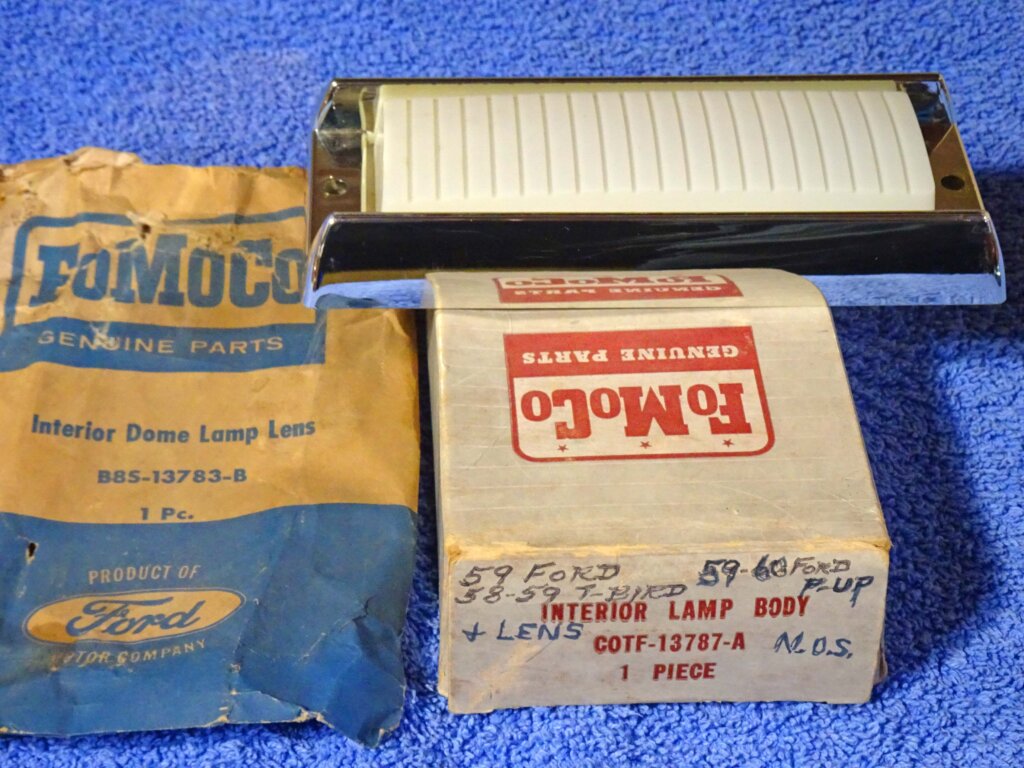 FoMoCo
GENUINE PARTS
Interior Dome Lamp Lens
B8S-13783-B
1 Pc.
PRODUCT OF
Ford
MOTOR COMPANY
GENUINE PARTS
FoMoCo
GENUINE PARTS
FoMoCo
59 FORD 59-60 FORD
58-59 T-BIRD P-UP
INTERIOR LAMP BODY
+ LENS
COTF-13787-A N.O.S.
1 PIECE